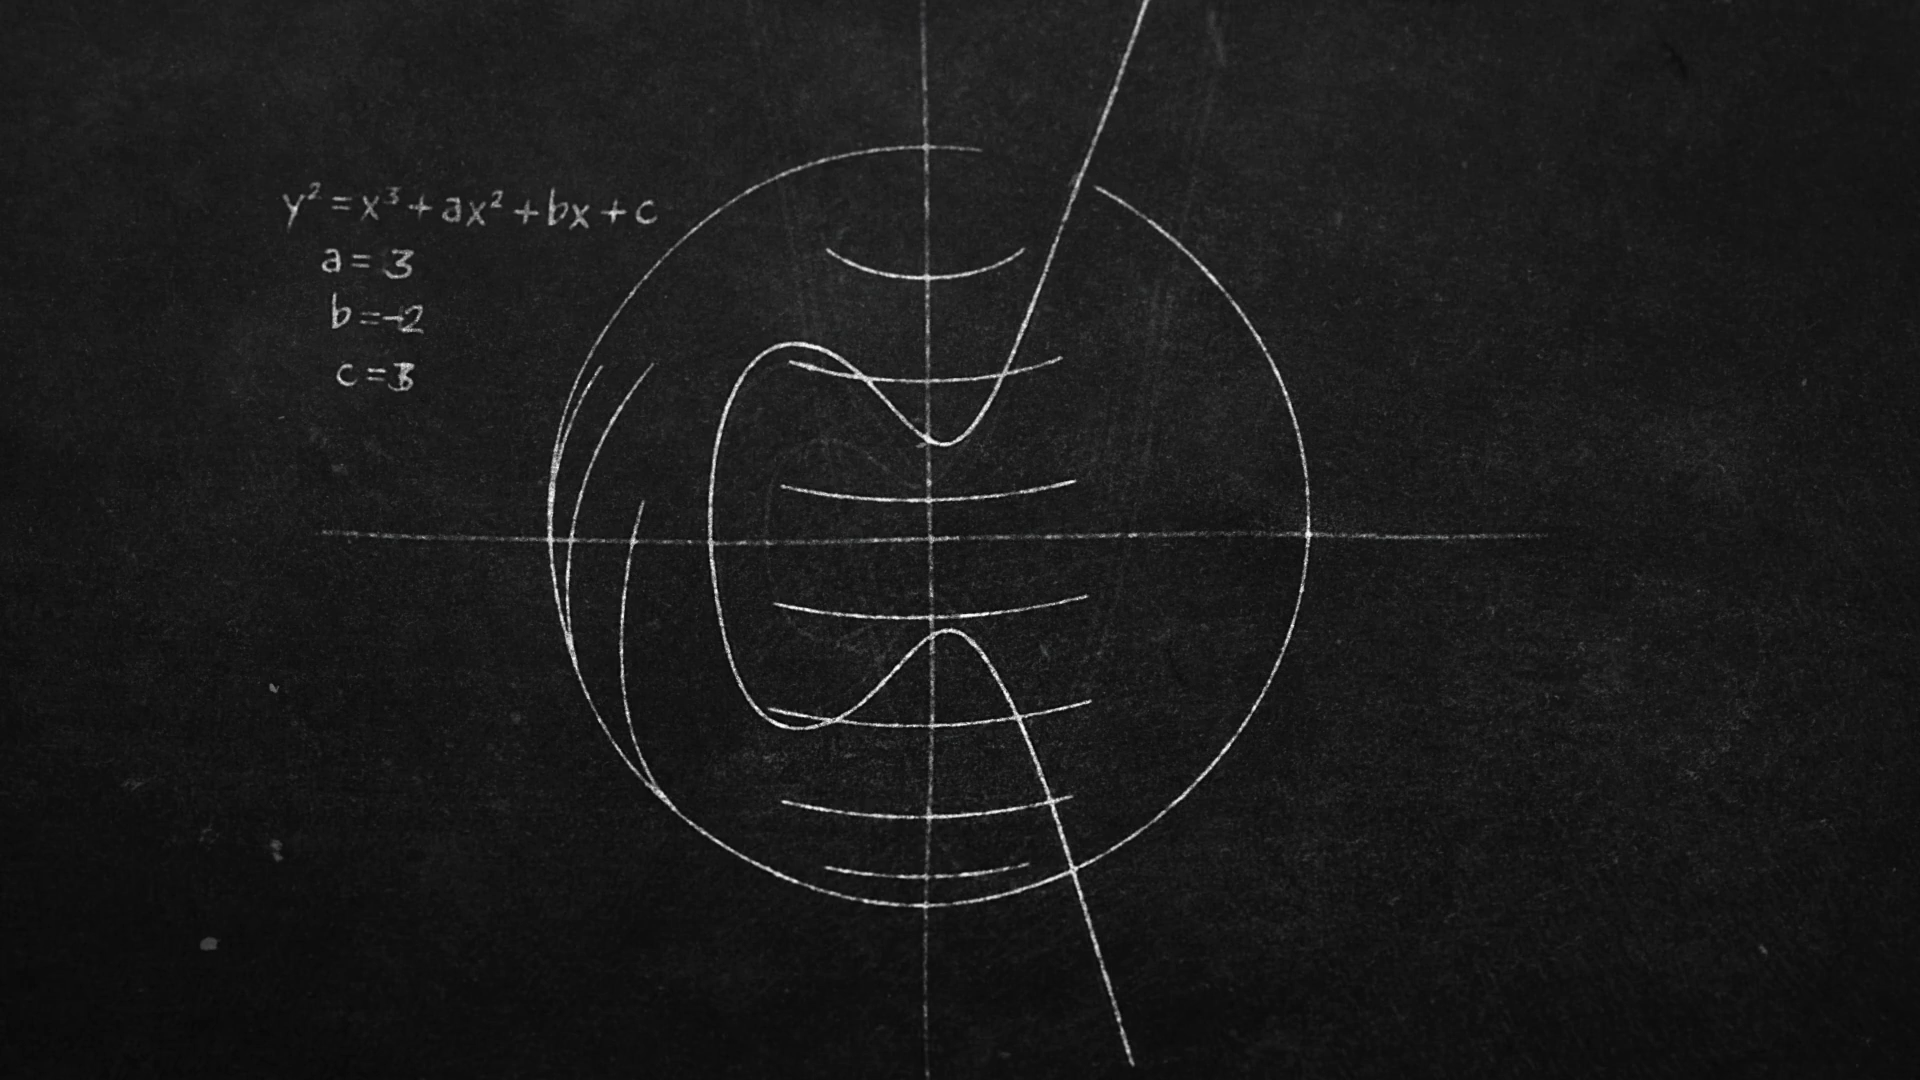 y² = x³ + ax² + bx + c
a = 3
b = -2
c = 3